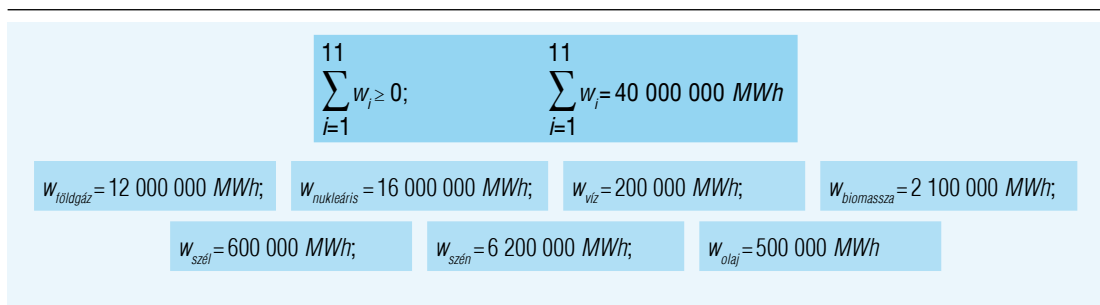 11 11
∑ wᵢ ≥ 0; ∑ wᵢ = 40 000 000 MWh
i=1 i=1
w_földgáz = 12 000 000 MWh; w_nukleáris = 16 000 000 MWh; w_víz = 200 000 MWh; w_biomassza = 2 100 000 MWh;
w_szél = 600 000 MWh; w_szén = 6 200 000 MWh; w_olaj = 500 000 MWh